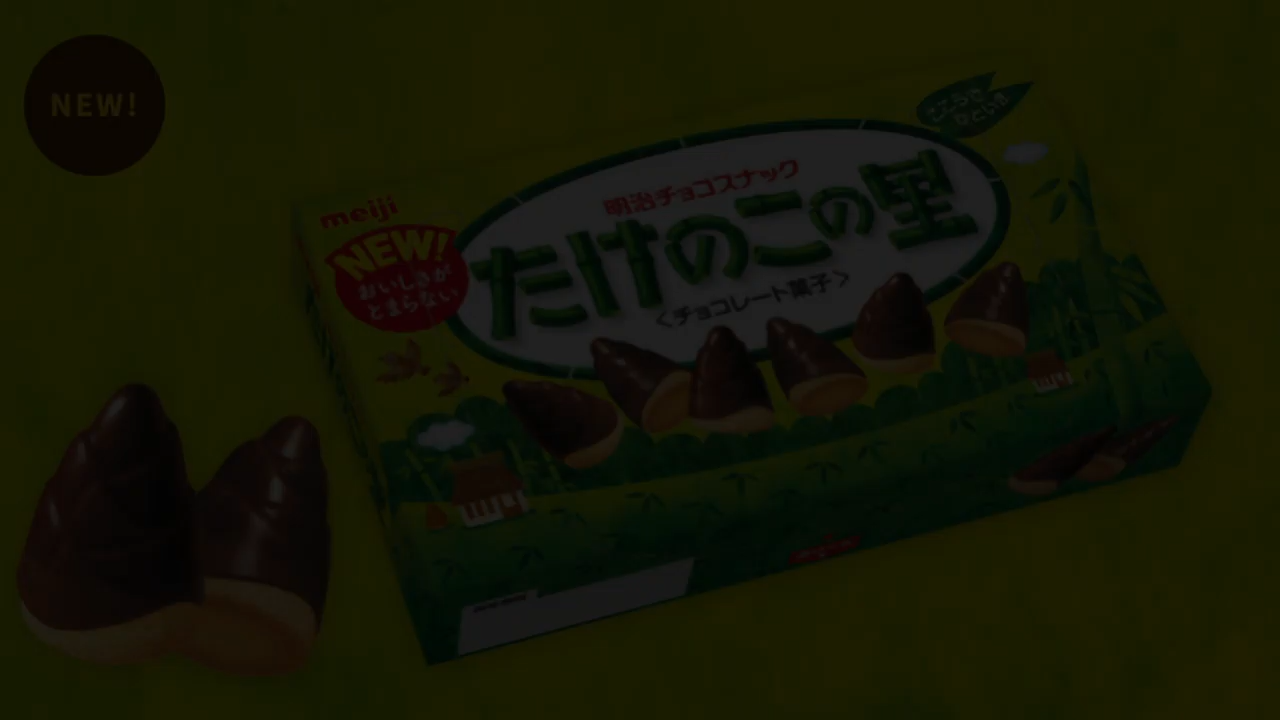 NEW!
meiji
NEW!
おいしさが
とまらない
明治チョコスナック
たけのこの里
<チョコレート菓子>